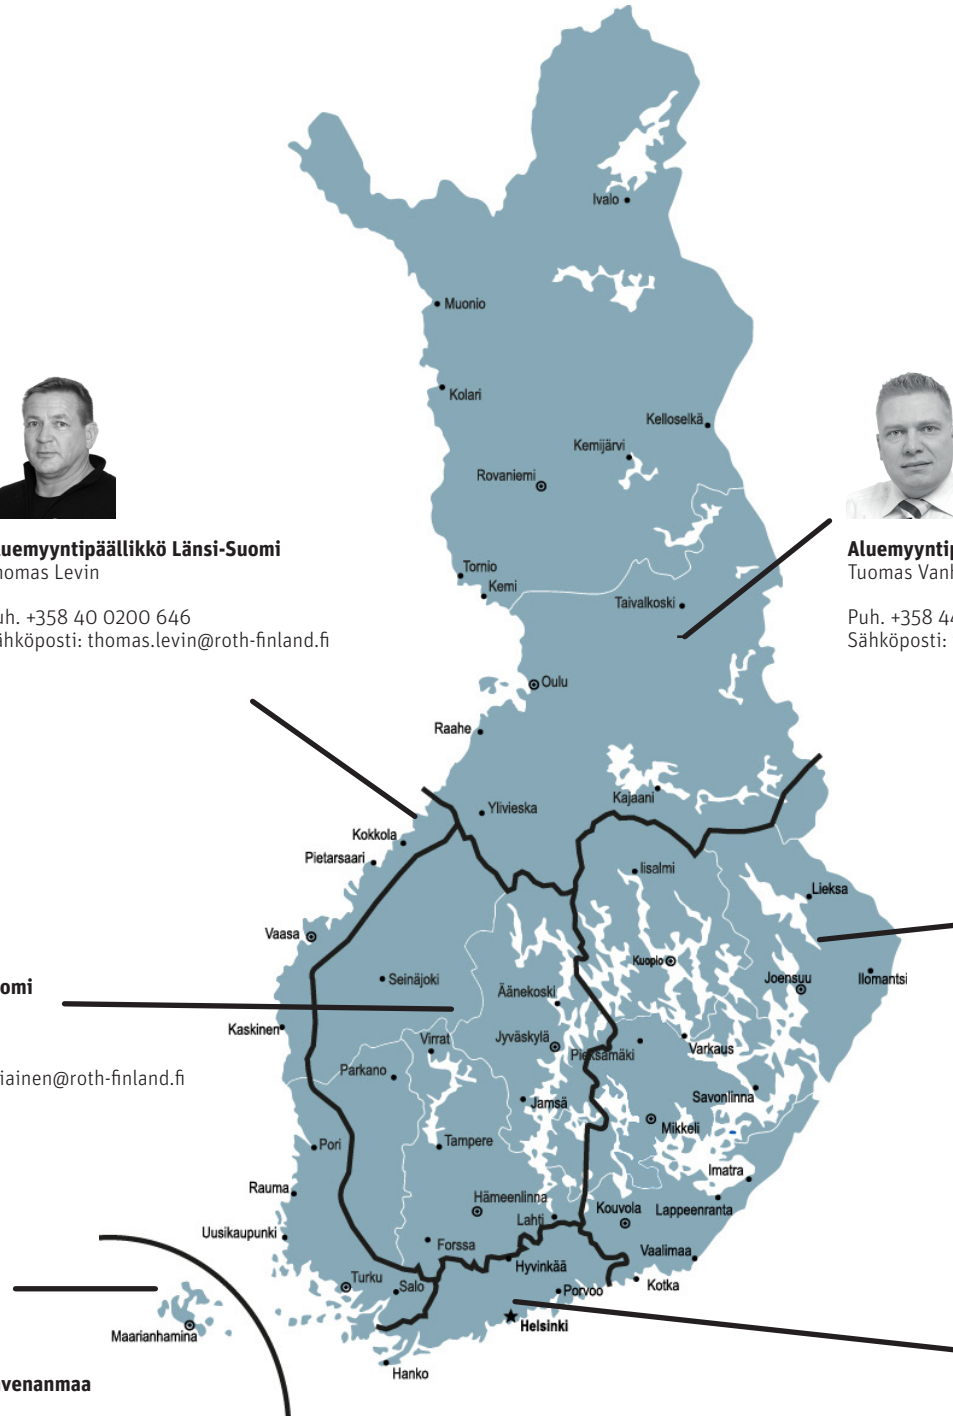 Ivalo
Muonio
Kolari
Kelloselkä
Kemijärvi
Rovaniemi
luemyyntipäällikkö Länsi-Suomi
homas Levin
uh. +358 40 0200 646
ähköposti: thomas.levin@roth-finland.fi
Aluemyyntip
Tuomas Vanh
Puh. +358 44
Sähköposti:
Tornio
Kemi
Taivalkoski
Oulu
Raahe
Kajaani
Ylivieska
Kokkola
Pietarsaari
Iisalmi
Lieksa
Vaasa
Kuopio
Seinäjoki
Joensuu
Ilomantsi
omi
Äänekoski
Kaskinen
Virrat
Jyväskylä
Pieksämäki
Varkaus
iainen@roth-finland.fi
Parkano
Jämsä
Savonlinna
Mikkeli
Pori
Tampere
Imatra
Rauma
Hämeenlinna
Lahti
Kouvola
Lappeenranta
Uusikaupunki
Forssa
Vaalimaa
Hyvinkää
Turku
Salo
Porvoo
Kotka
Helsinki
Maarianhamina
Hanko
venanmaa